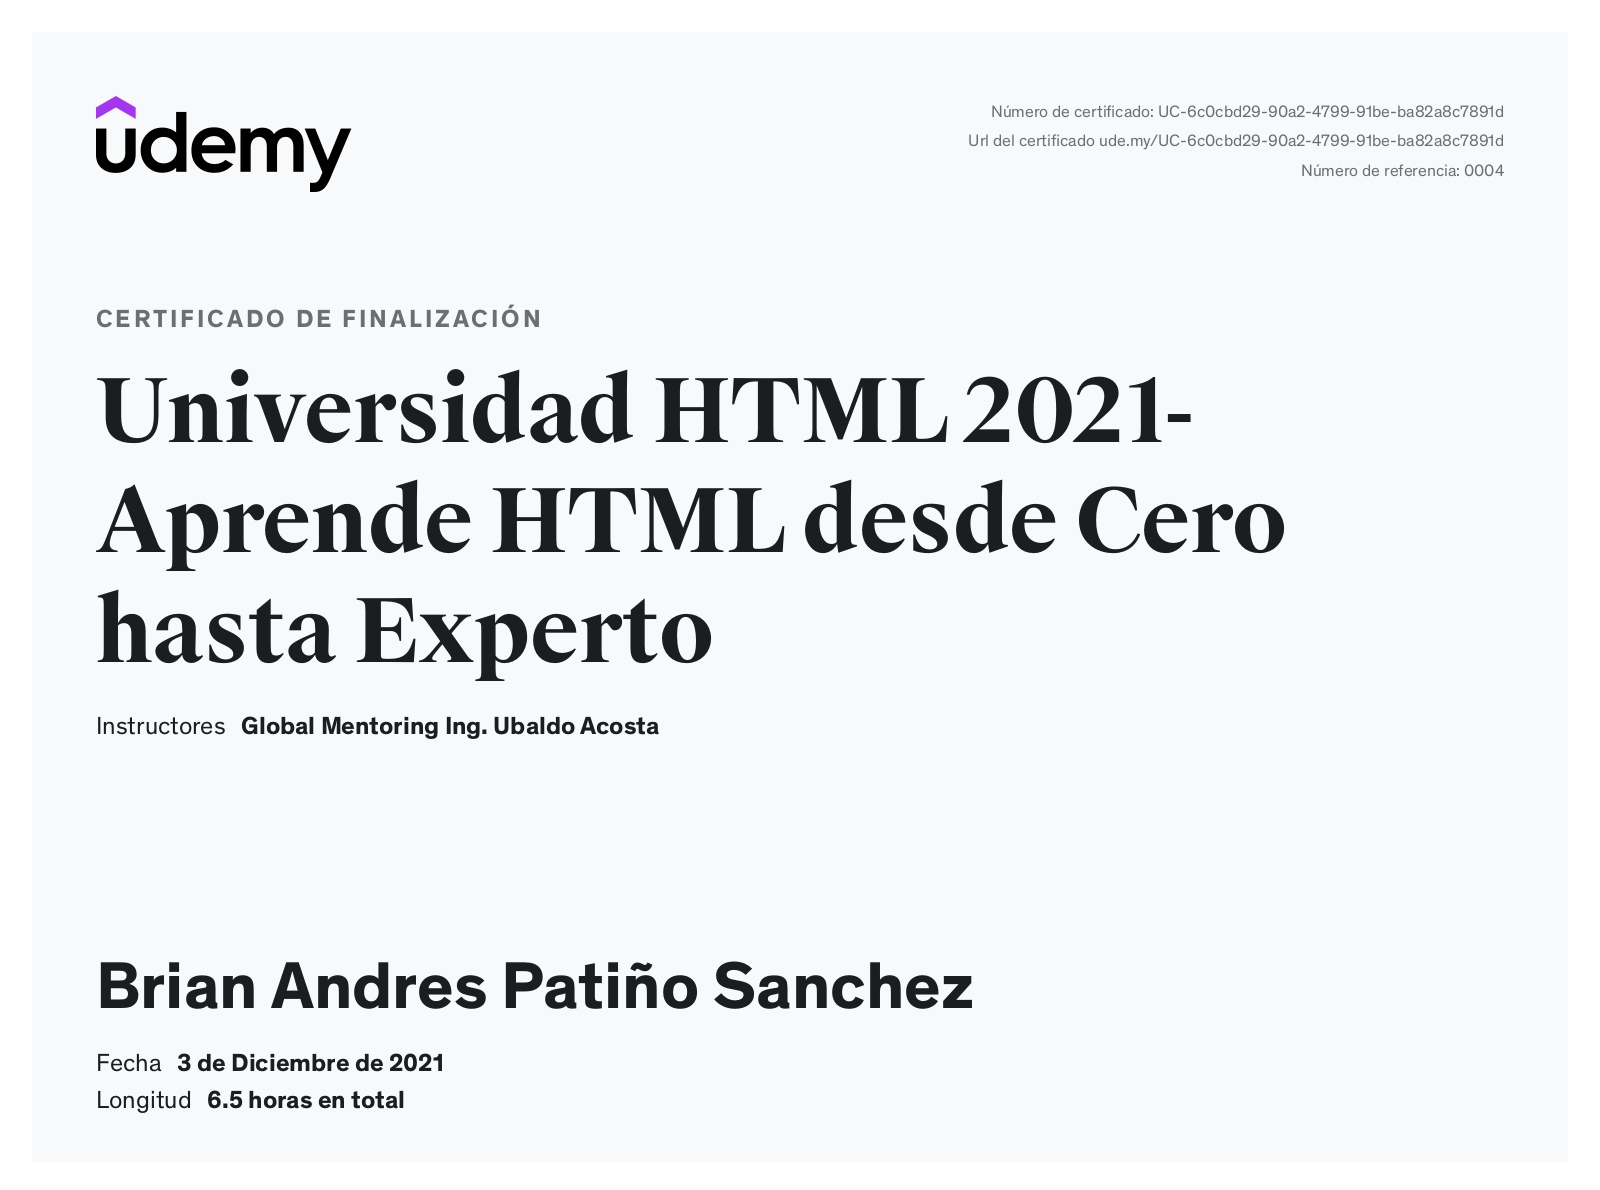 udemy
Número de certificado: UC-6c0cbd29-90a2-4799-91be-ba82a8c7891d
Url del certificado ude.my/UC-6c0cbd29-90a2-4799-91be-ba82a8c7891d
Número de referencia: 0004
CERTIFICADO DE FINALIZACIÓN
Universidad HTML 2021-
Aprende HTML desde Cero
hasta Experto
Instructores Global Mentoring Ing. Ubaldo Acosta
Brian Andres Patiño Sanchez
Fecha 3 de Diciembre de 2021
Longitud 6.5 horas en total